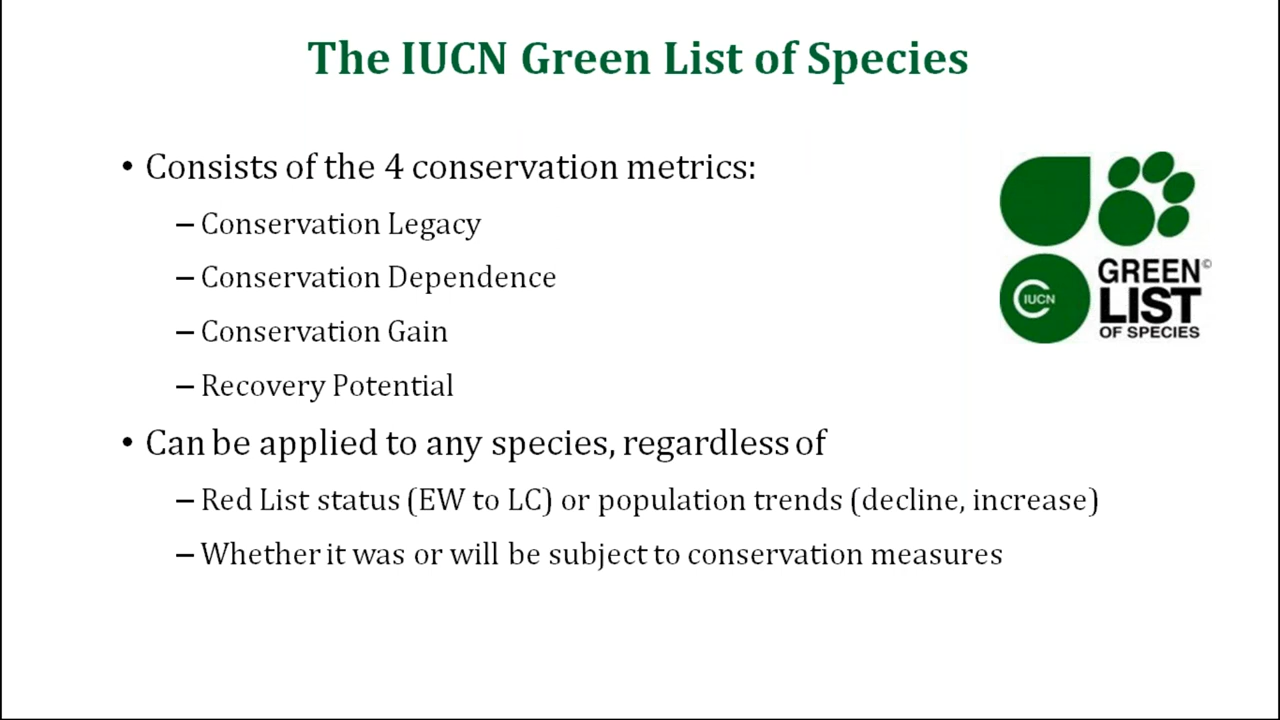 The IUCN Green List of Species
• Consists of the 4 conservation metrics:
– Conservation Legacy
– Conservation Dependence
– Conservation Gain
– Recovery Potential
• Can be applied to any species, regardless of
– Red List status (EW to LC) or population trends (decline, increase)
– Whether it was or will be subject to conservation measures
IUCN
GREEN©
LIST
OF SPECIES